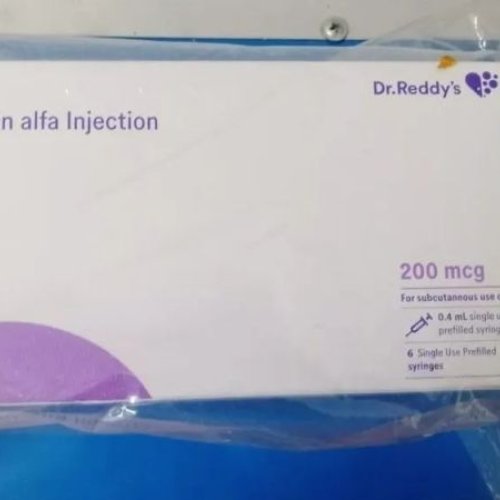 n alfa Injection
Dr.Reddy's
200 mcg
For subcutaneous use
0.4 mL single u
prefilled syring
6 Single Use Prefilled
syringes